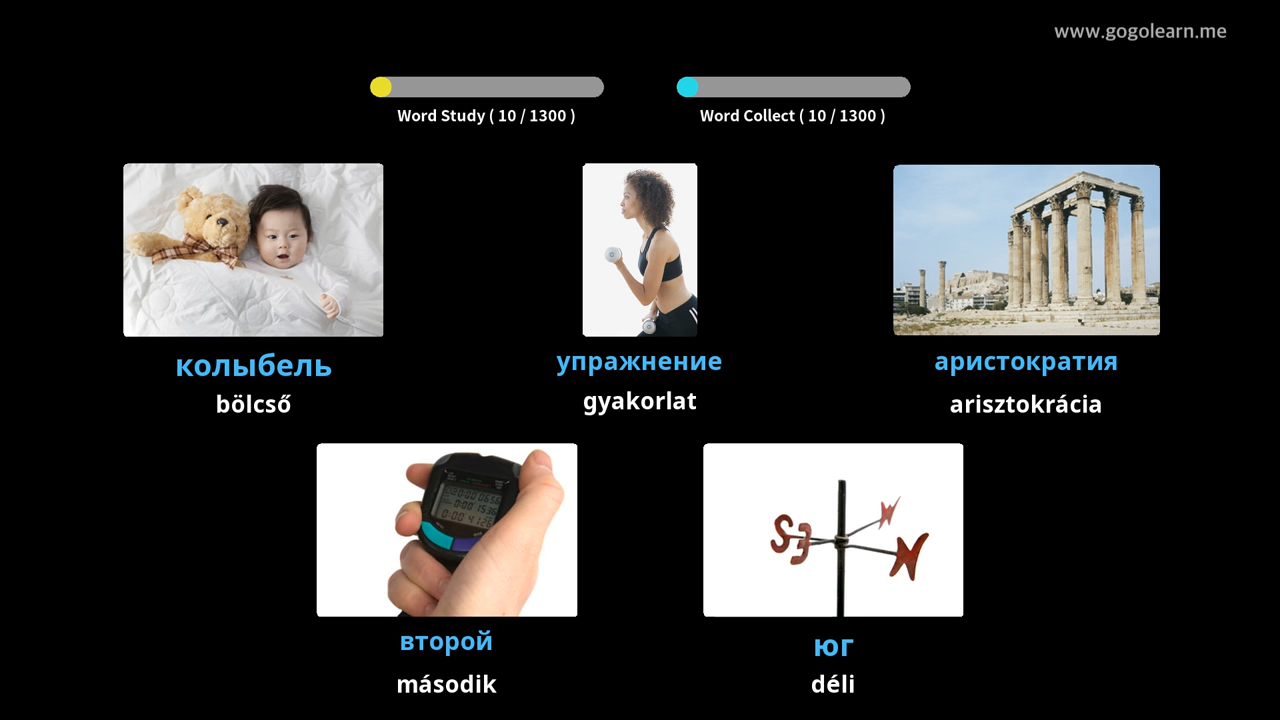 www.gogolearn.me
Word Study ( 10 / 1300 )
Word Collect ( 10 / 1300 )
колыбель
bölcső
упражнение
gyakorlat
аристократия
arisztokrácia
второй
második
юг
déli